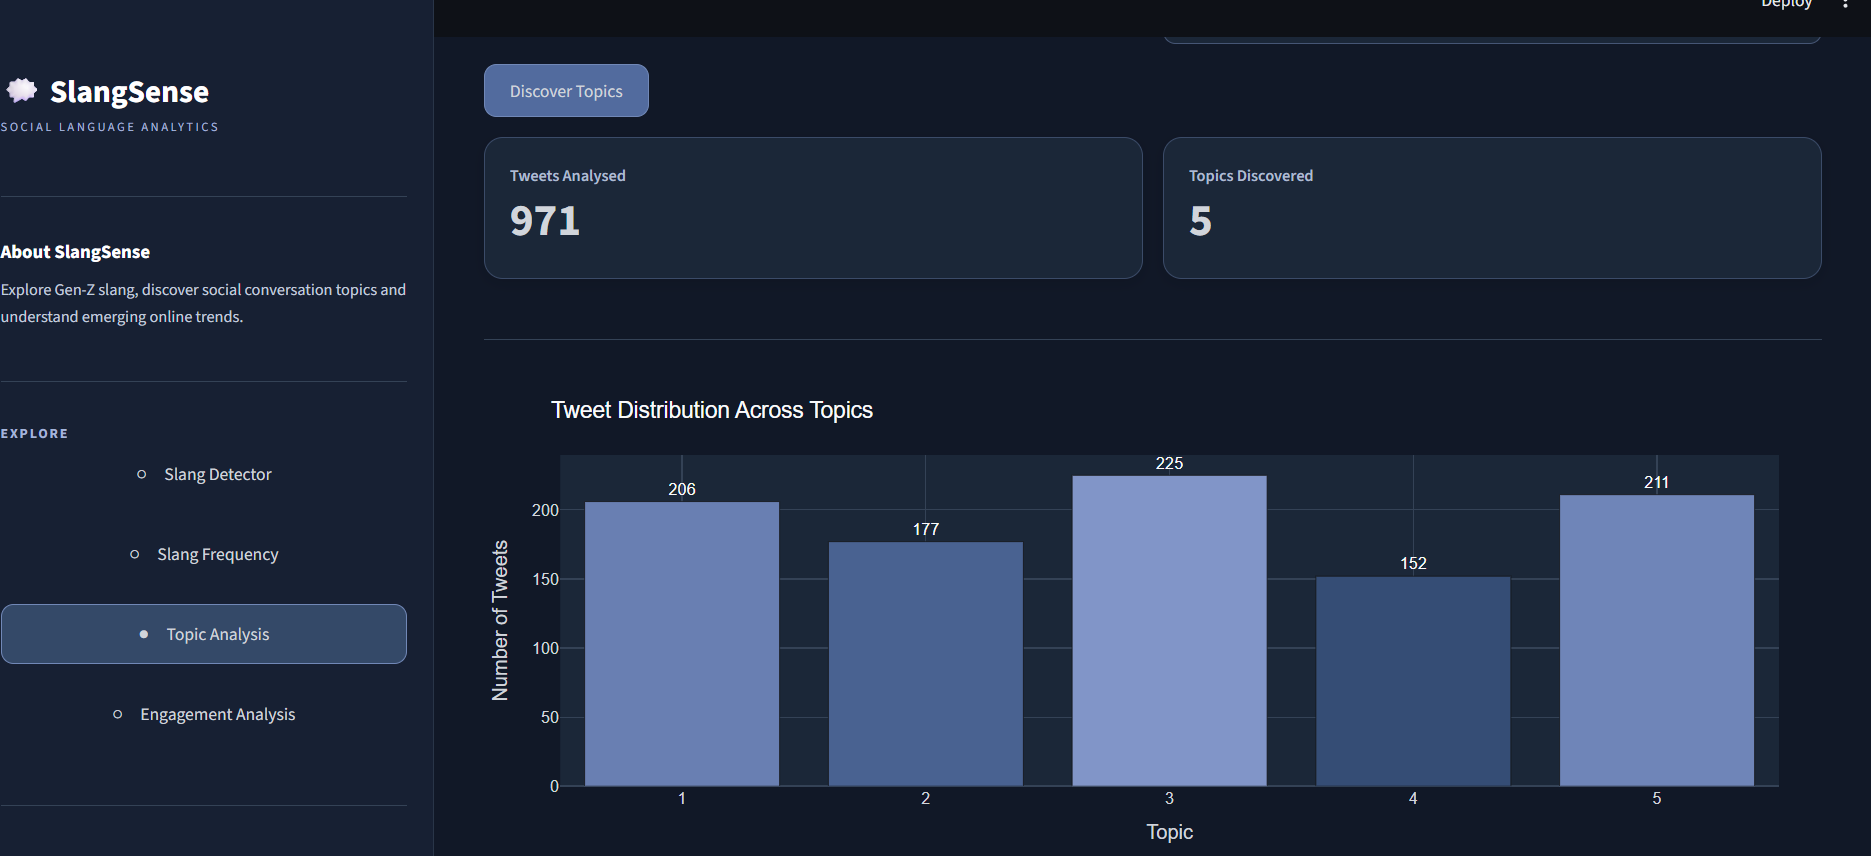 Deploy
SlangSense
SOCIAL LANGUAGE ANALYTICS
About SlangSense
Explore Gen-Z slang, discover social conversation topics and
understand emerging online trends.
EXPLORE
Slang Detector
Slang Frequency
Topic Analysis
Engagement Analysis
Discover Topics
Tweets Analysed
971
Topics Discovered
5
Tweet Distribution Across Topics
Number of Tweets
200
150
100
50
0
206
177
225
152
211
1
2
3
4
5
Topic